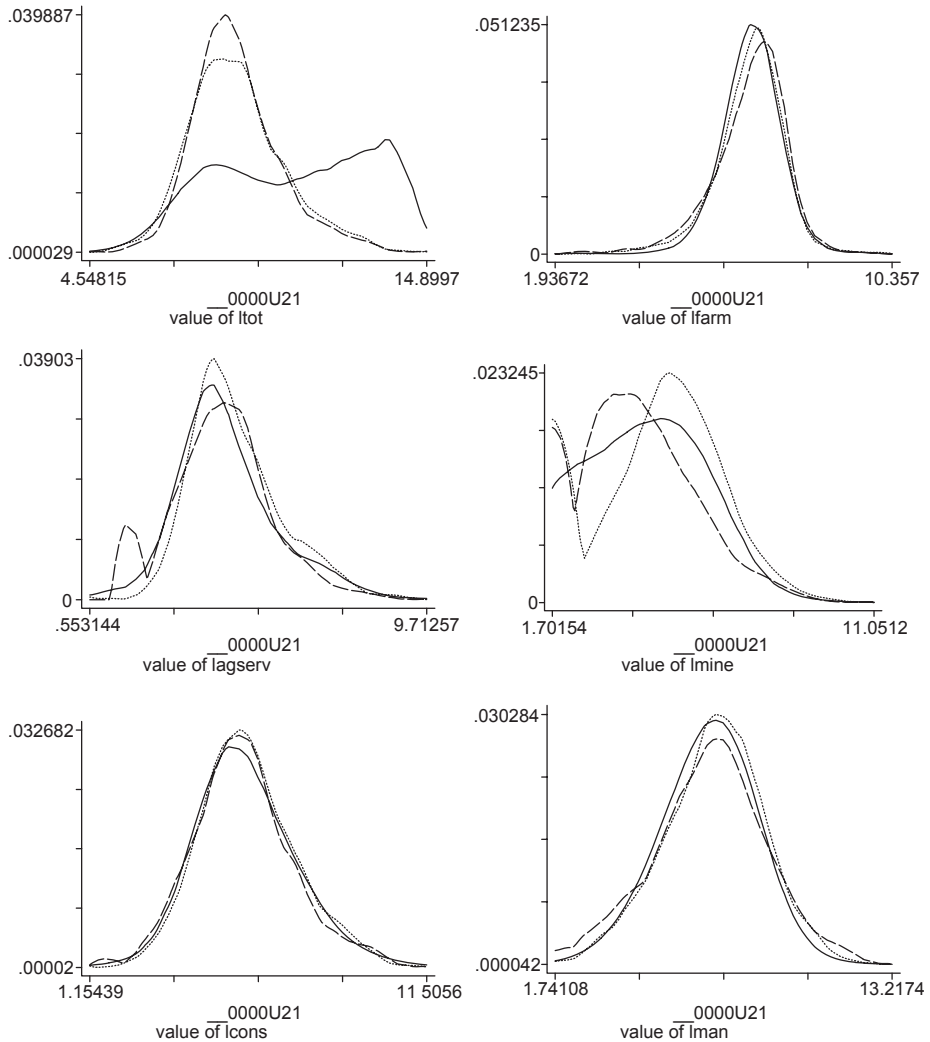 .039887
.000029
4.54815 14.8997
__0000U21
value of ltot
.051235
0
1.93672 10.357
__0000U21
value of lfarm
.03903
0
.553144 9.71257
__0000U21
value of lagserv
.023245
0
1.70154 11.0512
__0000U21
value of lmine
.032682
.00002
1.15439 11.5056
__0000U21
value of lcons
.030284
.000042
1.74108 13.2174
__0000U21
value of lman